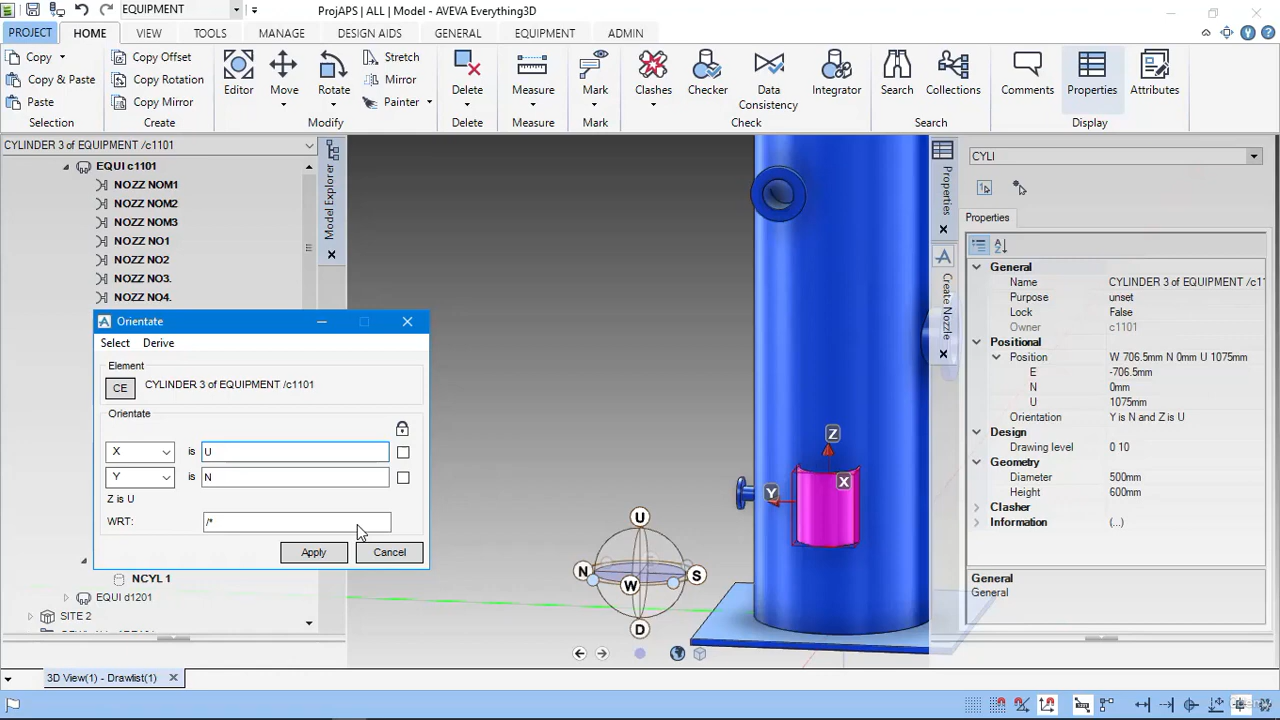 EQUIPMENT
ProjAPS | ALL | Model - AVEVA Everything3D
PROJECT HOME VIEW TOOLS MANAGE DESIGN AIDS GENERAL EQUIPMENT ADMIN
Copy
Copy & Paste
Paste
Selection
Copy Offset
Copy Rotation
Copy Mirror
Create
Editor
Move
Rotate
Stretch
Mirror
Painter
Modify
Delete
Delete
Measure
Measure
Mark
Mark
Clashes
Checker
Data Consistency
Integrator
Check
Search
Collections
Search
Comments
Properties
Attributes
Display
CYLINDER 3 of EQUIPMENT /c1101
EQUI c1101
NOZZ NOM1
NOZZ NOM2
NOZZ NOM3
NOZZ NO1
NOZZ NO2
NOZZ NO3.
NOZZ NO4.
Model Explorer
Orientate
Select Derive
Element
CE CYLINDER 3 of EQUIPMENT /c1101
Orientate
X is U
Y is N
Z is U
WRT: /*
Apply Cancel
NCYL 1
EQUI d1201
SITE 2
Z
Y
X
U
N
S
W
D
Properties
Create Nozzle
CYLI
Properties
General
Name CYLINDER 3 of EQUIPMENT /c1
Purpose unset
Lock False
Owner c1101
Positional
Position W 706.5mm N 0mm U 1075mm
E -706.5mm
N 0mm
U 1075mm
Orientation Y is N and Z is U
Design
Drawing level 0 10
Geometry
Diameter 500mm
Height 600mm
Clasher
Information (...)
General
General
3D View(1) - Drawlist(1)